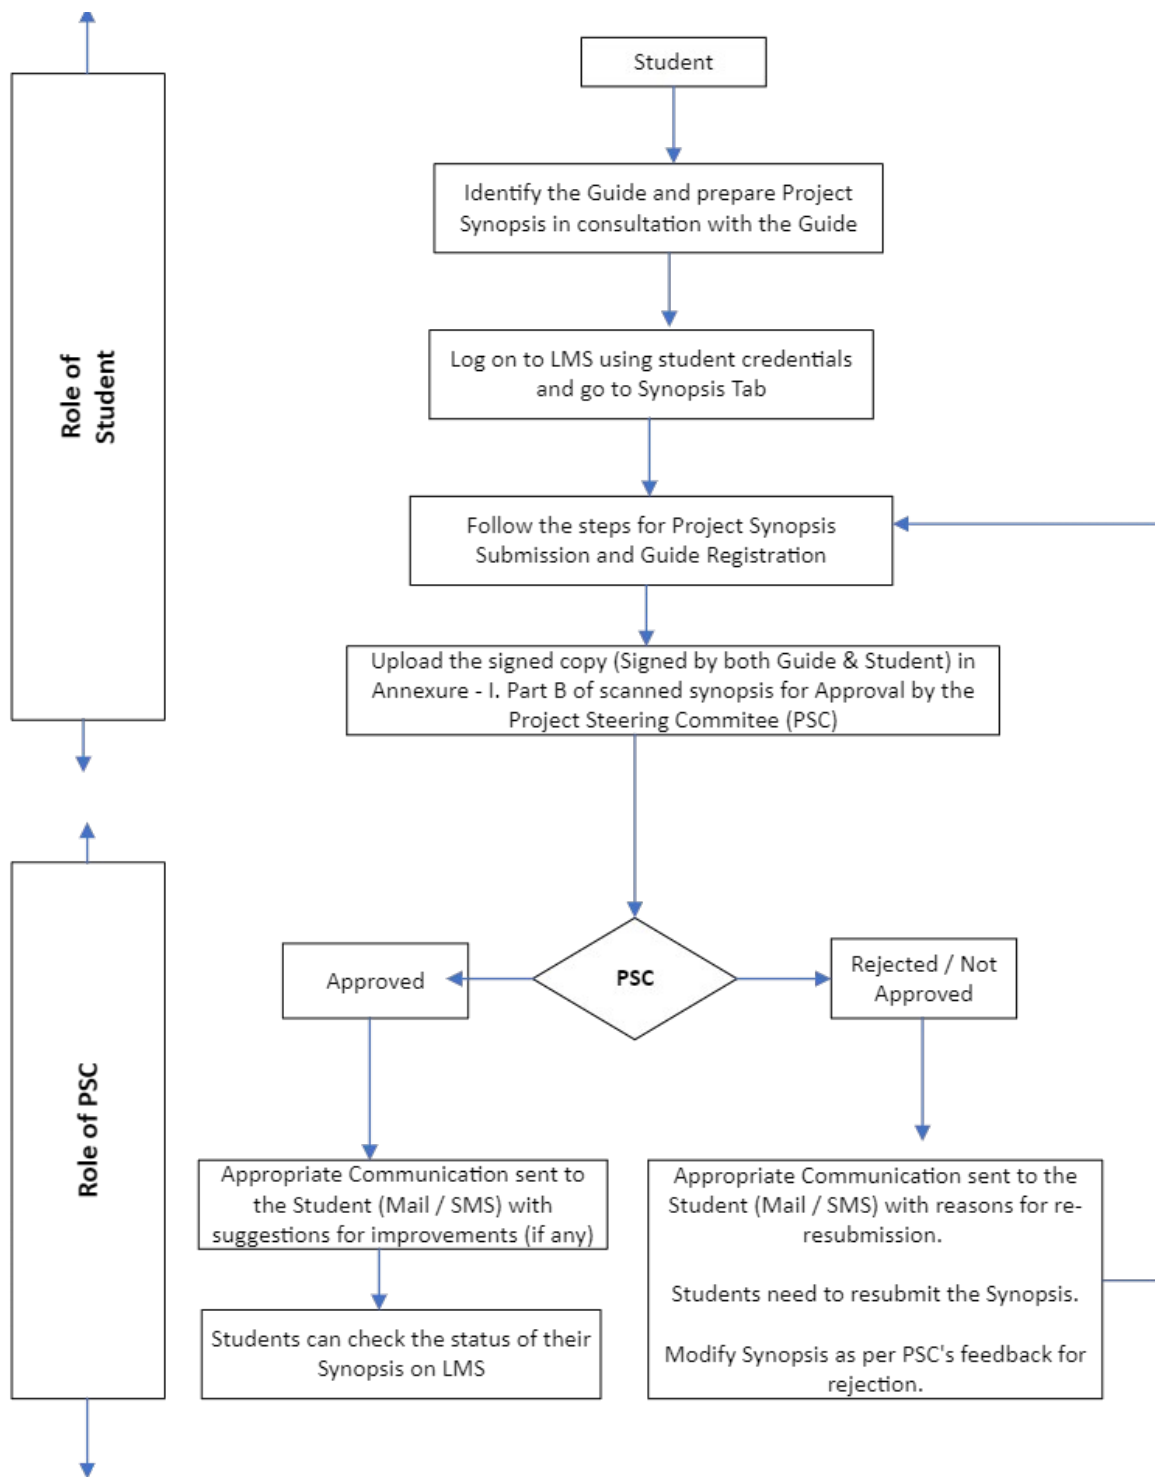 Student
Identify the Guide and prepare Project
Synopsis in consultation with the Guide
Log on to LMS using student credentials
and go to Synopsis Tab
Role of
Student
Follow the steps for Project Synopsis
Submission and Guide Registration
Upload the signed copy (Signed by both Guide & Student) in
Annexure - I. Part B of scanned synopsis for Approval by the
Project Steering Commitee (PSC)
PSC
Approved
Rejected / Not
Approved
Role of PSC
Appropriate Communication sent to
the Student (Mail / SMS) with
suggestions for improvements (if any)
Students can check the status of their
Synopsis on LMS
Appropriate Communication sent to the
Student (Mail / SMS) with reasons for re-
resubmission.
Students need to resubmit the Synopsis.
Modify Synopsis as per PSC's feedback for
rejection.